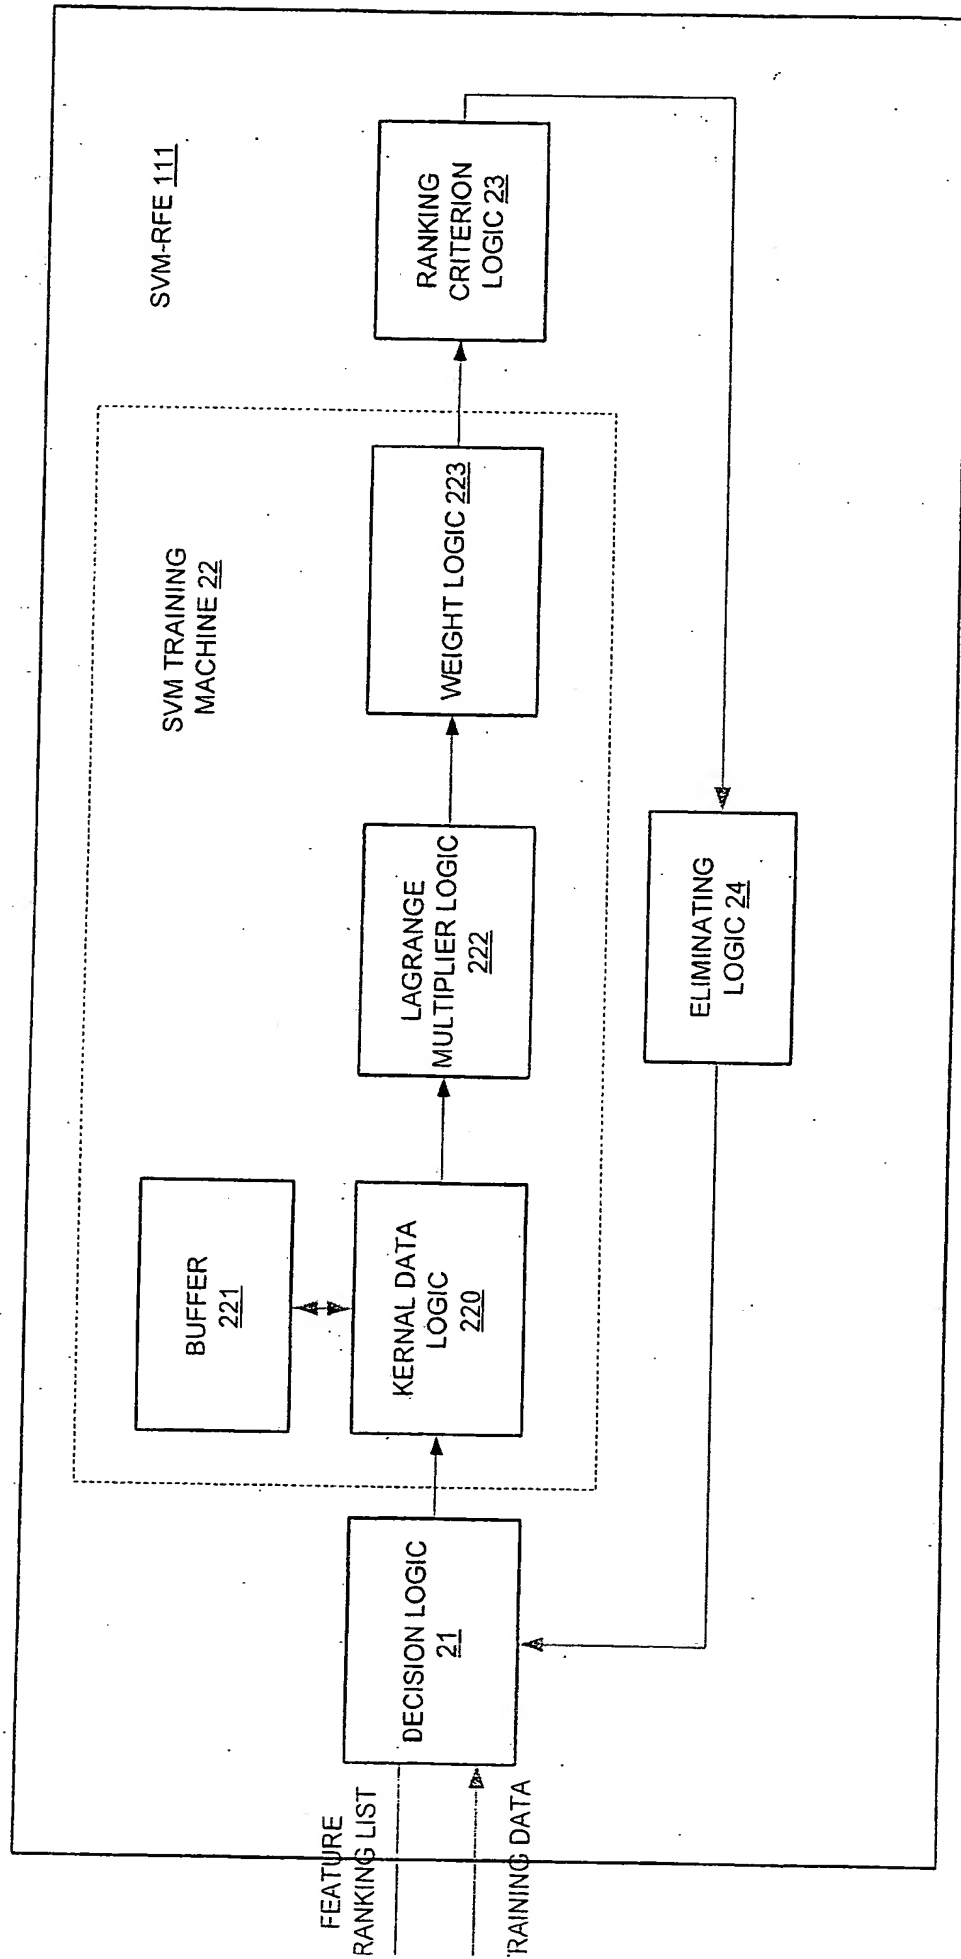 SVM-RFE 111
SVM TRAINING
MACHINE 22
BUFFER
221
FEATURE
RANKING LIST
TRAINING DATA
DECISION LOGIC
21
KERNAL DATA
LOGIC
220
LAGRANGE
MULTIPLIER LOGIC
222
WEIGHT LOGIC 223
RANKING
CRITERION
LOGIC 23
ELIMINATING
LOGIC 24